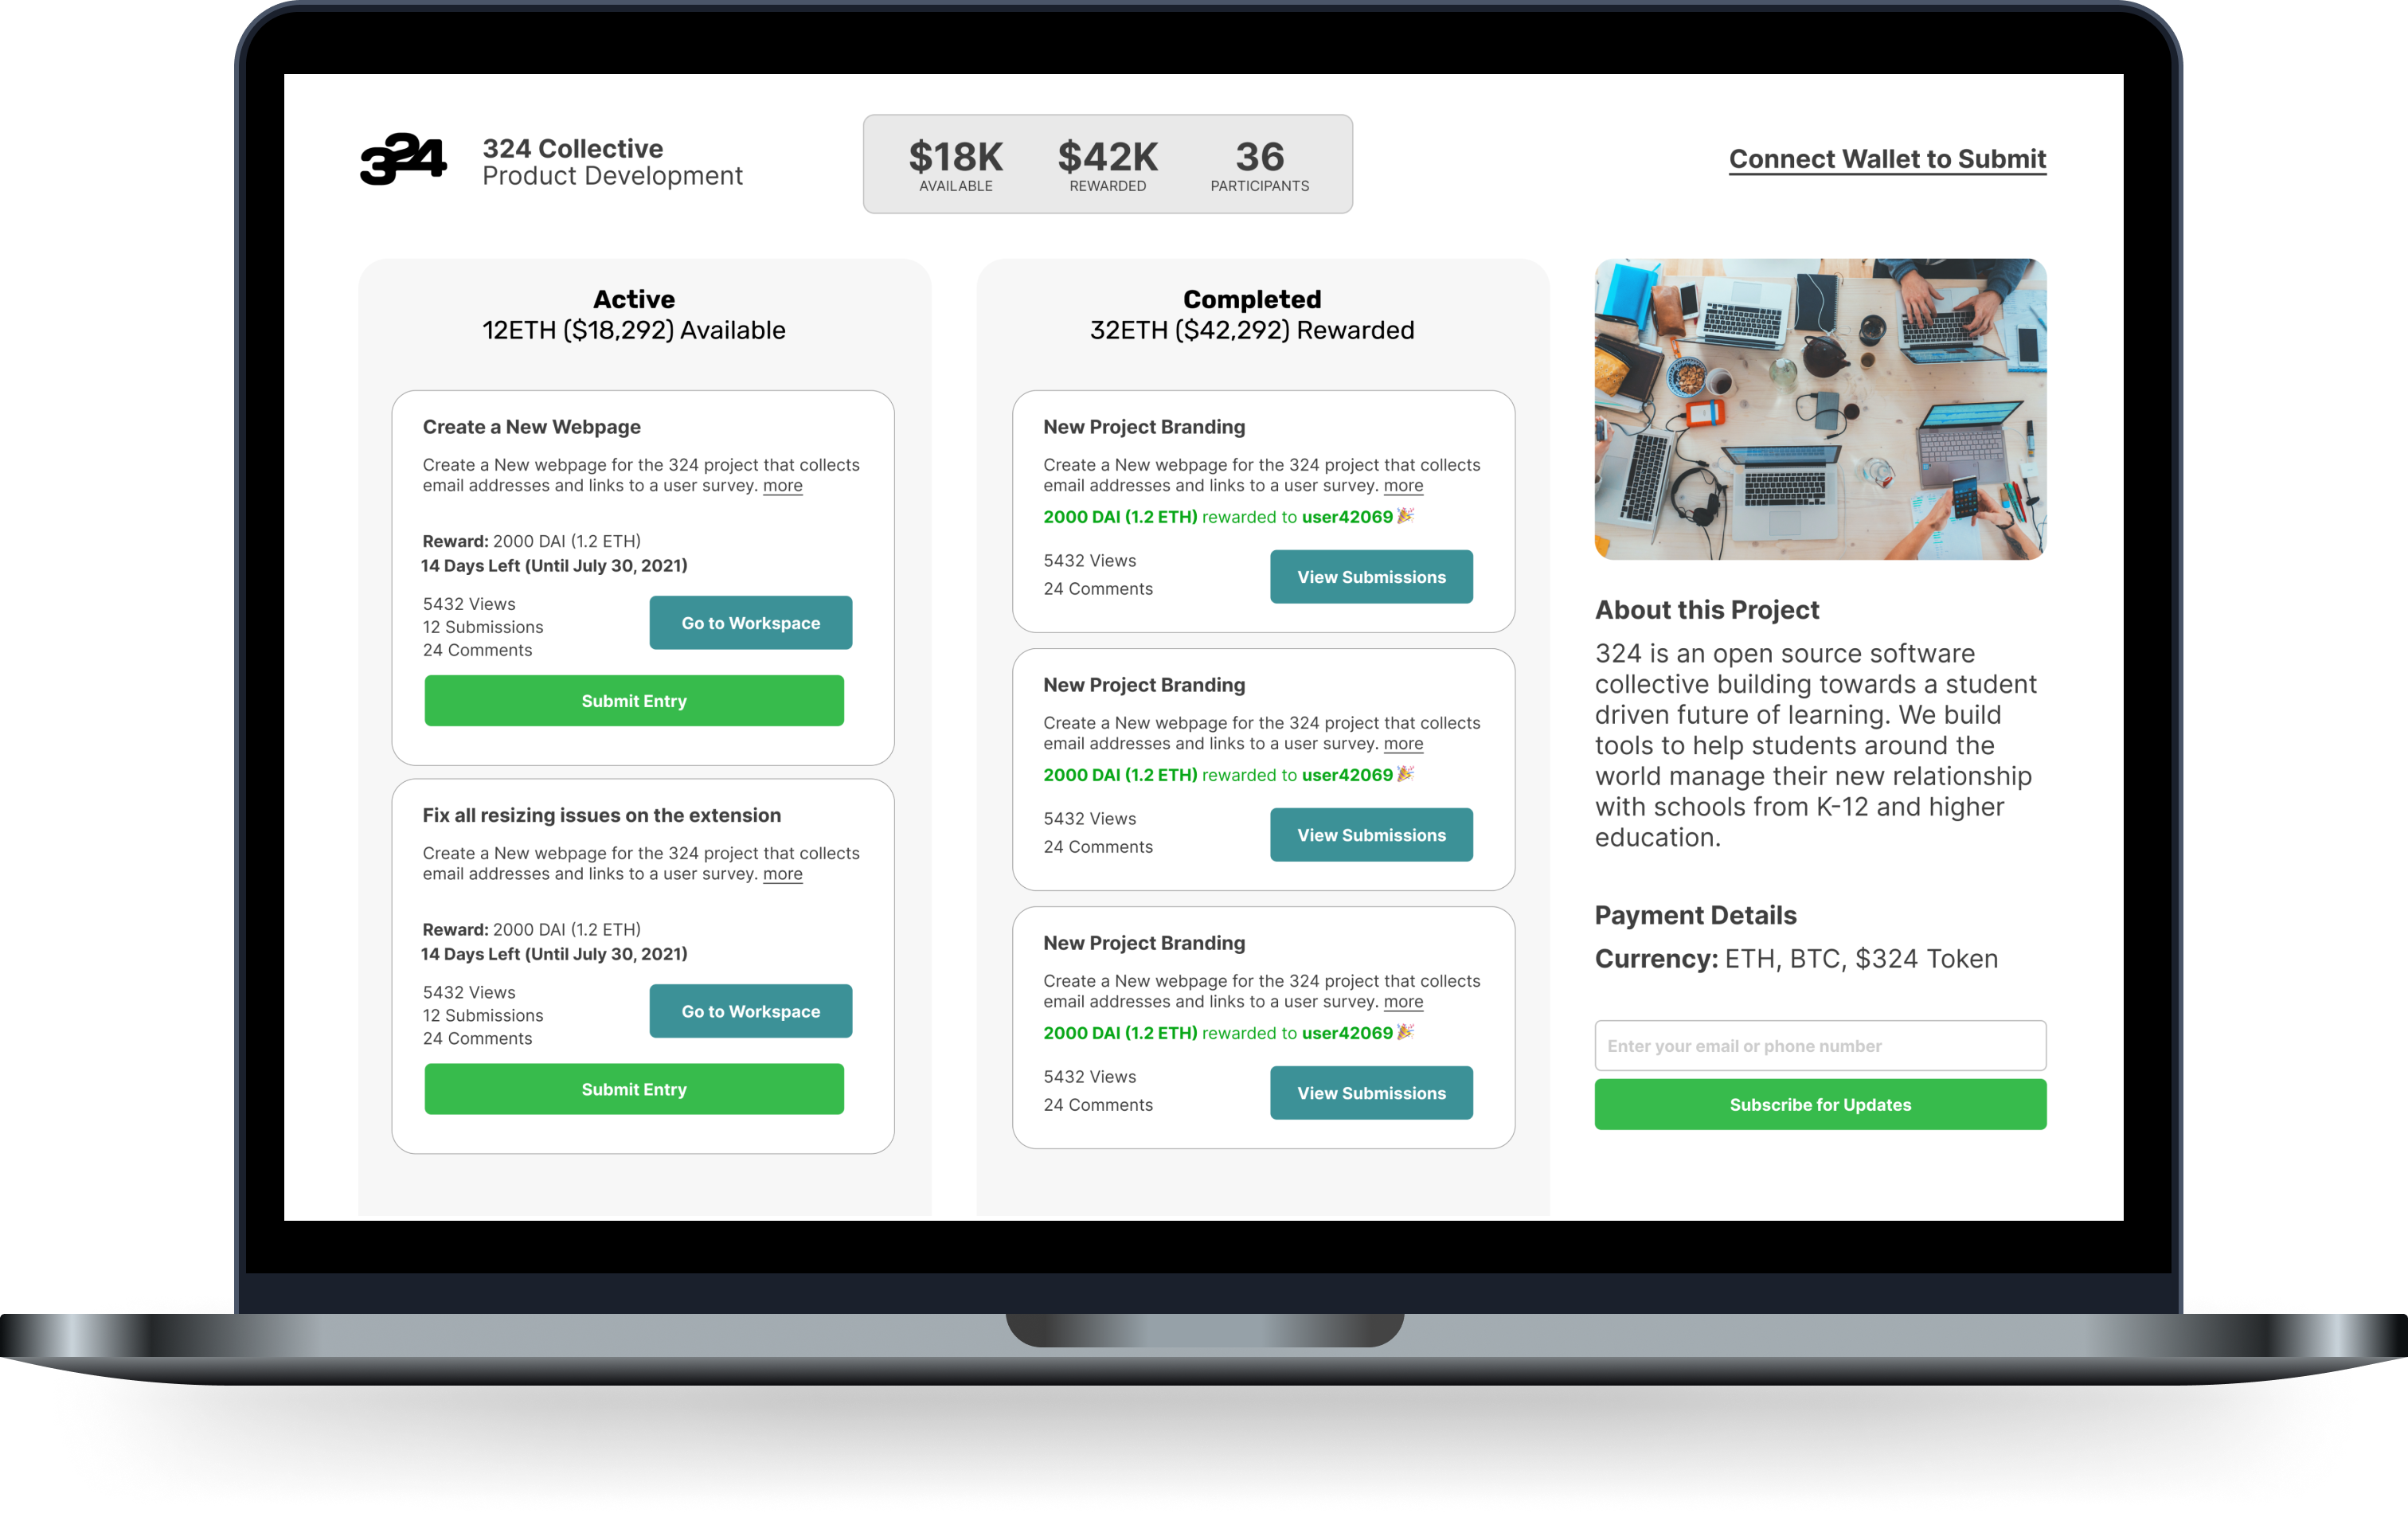 324
324 Collective
Product Development
$18K
AVAILABLE
$42K
REWARDED
36
PARTICIPANTS
Connect Wallet to Submit
Active
12ETH ($18,292) Available
Create a New Webpage
Create a New webpage for the 324 project that collects
email addresses and links to a user survey. more
Reward: 2000 DAI (1.2 ETH)
14 Days Left (Until July 30, 2021)
5432 Views
12 Submissions
24 Comments
Go to Workspace
Submit Entry
Fix all resizing issues on the extension
Create a New webpage for the 324 project that collects
email addresses and links to a user survey. more
Reward: 2000 DAI (1.2 ETH)
14 Days Left (Until July 30, 2021)
5432 Views
12 Submissions
24 Comments
Go to Workspace
Submit Entry
Completed
32ETH ($42,292) Rewarded
New Project Branding
Create a New webpage for the 324 project that collects
email addresses and links to a user survey. more
2000 DAI (1.2 ETH) rewarded to user42069🎉
5432 Views
24 Comments
View Submissions
New Project Branding
Create a New webpage for the 324 project that collects
email addresses and links to a user survey. more
2000 DAI (1.2 ETH) rewarded to user42069🎉
5432 Views
24 Comments
View Submissions
New Project Branding
Create a New webpage for the 324 project that collects
email addresses and links to a user survey. more
2000 DAI (1.2 ETH) rewarded to user42069🎉
5432 Views
24 Comments
View Submissions
About this Project
324 is an open source software
collective building towards a student
driven future of learning. We build
tools to help students around the
world manage their new relationship
with schools from K-12 and higher
education.
Payment Details
Currency: ETH, BTC, $324 Token
Enter your email or phone number
Subscribe for Updates